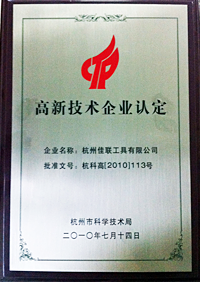 高新技术企业认定
企业名称：杭州佳联工具有限公司
批准文号：杭科高[2010]113号
杭州市科学技术局
二〇一〇年七月十四日